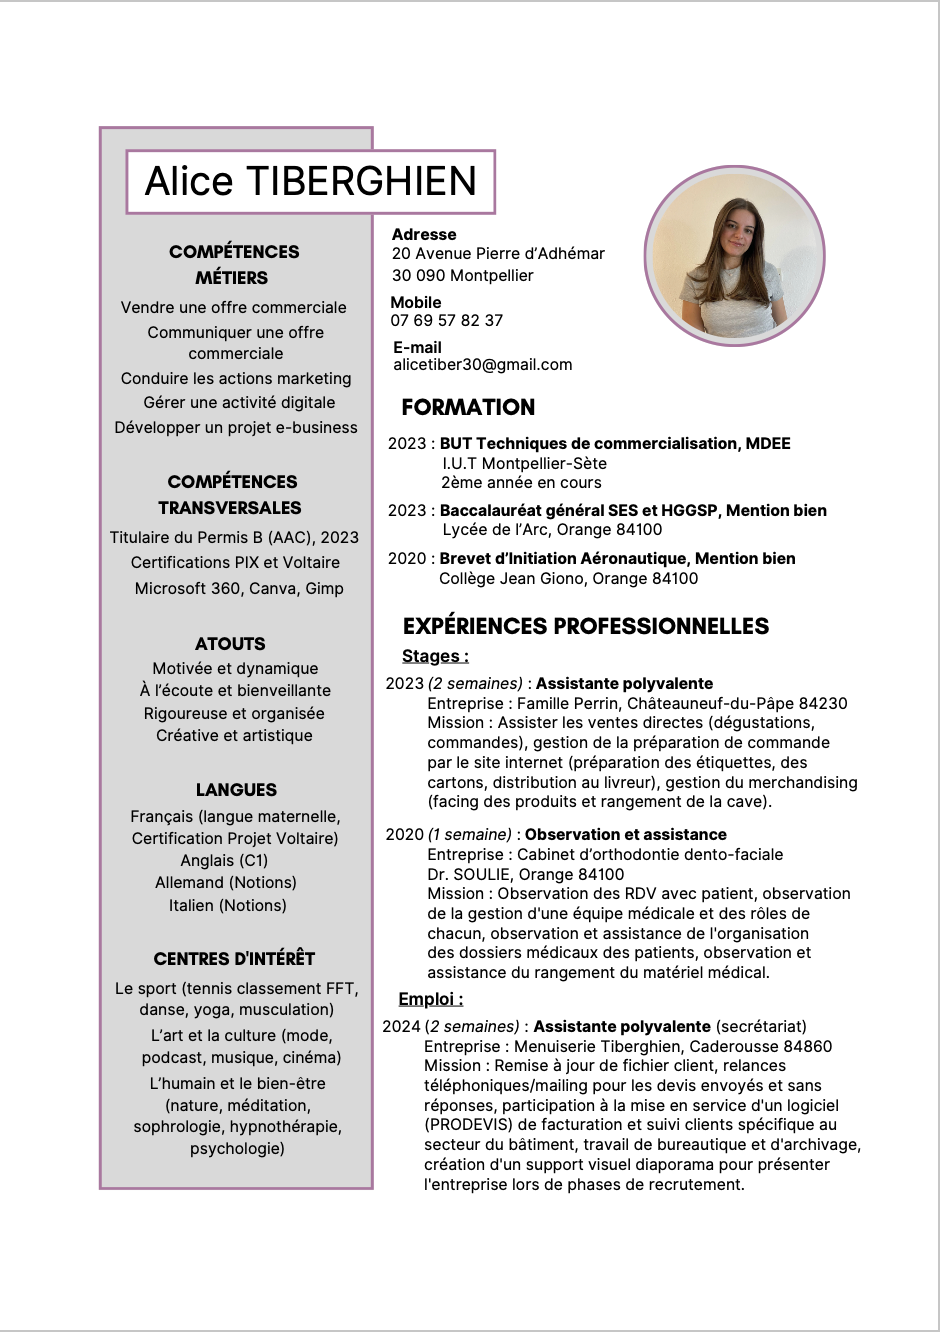 Alice TIBERGHIEN
COMPÉTENCES
MÉTIERS
Vendre une offre commerciale
Communiquer une offre
commerciale
Conduire les actions marketing
Gérer une activité digitale
Développer un projet e-business
COMPÉTENCES
TRANSVERSALES
Titulaire du Permis B (AAC), 2023
Certifications PIX et Voltaire
Microsoft 360, Canva, Gimp
ATOUTS
Motivée et dynamique
À l’écoute et bienveillante
Rigoureuse et organisée
Créative et artistique
LANGUES
Français (langue maternelle,
Certification Projet Voltaire)
Anglais (C1)
Allemand (Notions)
Italien (Notions)
CENTRES D'INTÉRÊT
Le sport (tennis classement FFT,
danse, yoga, musculation)
L’art et la culture (mode,
podcast, musique, cinéma)
L’humain et le bien-être
(nature, méditation,
sophrologie, hypnothérapie,
psychologie)
Adresse
20 Avenue Pierre d’Adhémar
30 090 Montpellier
Mobile
07 69 57 82 37
E-mail
alicetiber30@gmail.com
FORMATION
2023 : BUT Techniques de commercialisation, MDEE
I.U.T Montpellier-Sète
2ème année en cours
2023 : Baccalauréat général SES et HGGSP, Mention bien
Lycée de l’Arc, Orange 84100
2020 : Brevet d’Initiation Aéronautique, Mention bien
Collège Jean Giono, Orange 84100
EXPÉRIENCES PROFESSIONNELLES
Stages :
2023 (2 semaines) : Assistante polyvalente
Entreprise : Famille Perrin, Châteauneuf-du-Pâpe 84230
Mission : Assister les ventes directes (dégustations,
commandes), gestion de la préparation de commande
par le site internet (préparation des étiquettes, des
cartons, distribution au livreur), gestion du merchandising
(facing des produits et rangement de la cave).
2020 (1 semaine) : Observation et assistance
Entreprise : Cabinet d’orthodontie dento-faciale
Dr. SOULIE, Orange 84100
Mission : Observation des RDV avec patient, observation
de la gestion d'une équipe médicale et des rôles de
chacun, observation et assistance de l'organisation
des dossiers médicaux des patients, observation et
assistance du rangement du matériel médical.
Emploi :
2024 (2 semaines) : Assistante polyvalente (secrétariat)
Entreprise : Menuiserie Tiberghien, Caderousse 84860
Mission : Remise à jour de fichier client, relances
téléphoniques/mailing pour les devis envoyés et sans
réponses, participation à la mise en service d'un logiciel
(PRODEVIS) de facturation et suivi clients spécifique au
secteur du bâtiment, travail de bureautique et d'archivage,
création d'un support visuel diaporama pour présenter
l'entreprise lors de phases de recrutement.